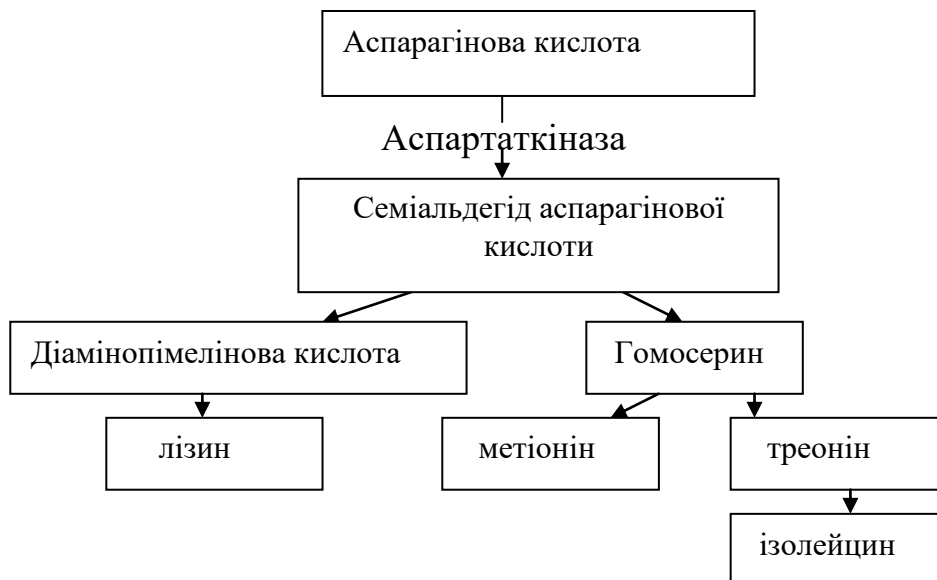 Аспарагінова кислота
Аспартаткіназа
Семіальдегід аспарагінової
кислоти
Діамінопімелінова кислота
Гомосерин
лізин
метіонін
треонін
ізолейцин